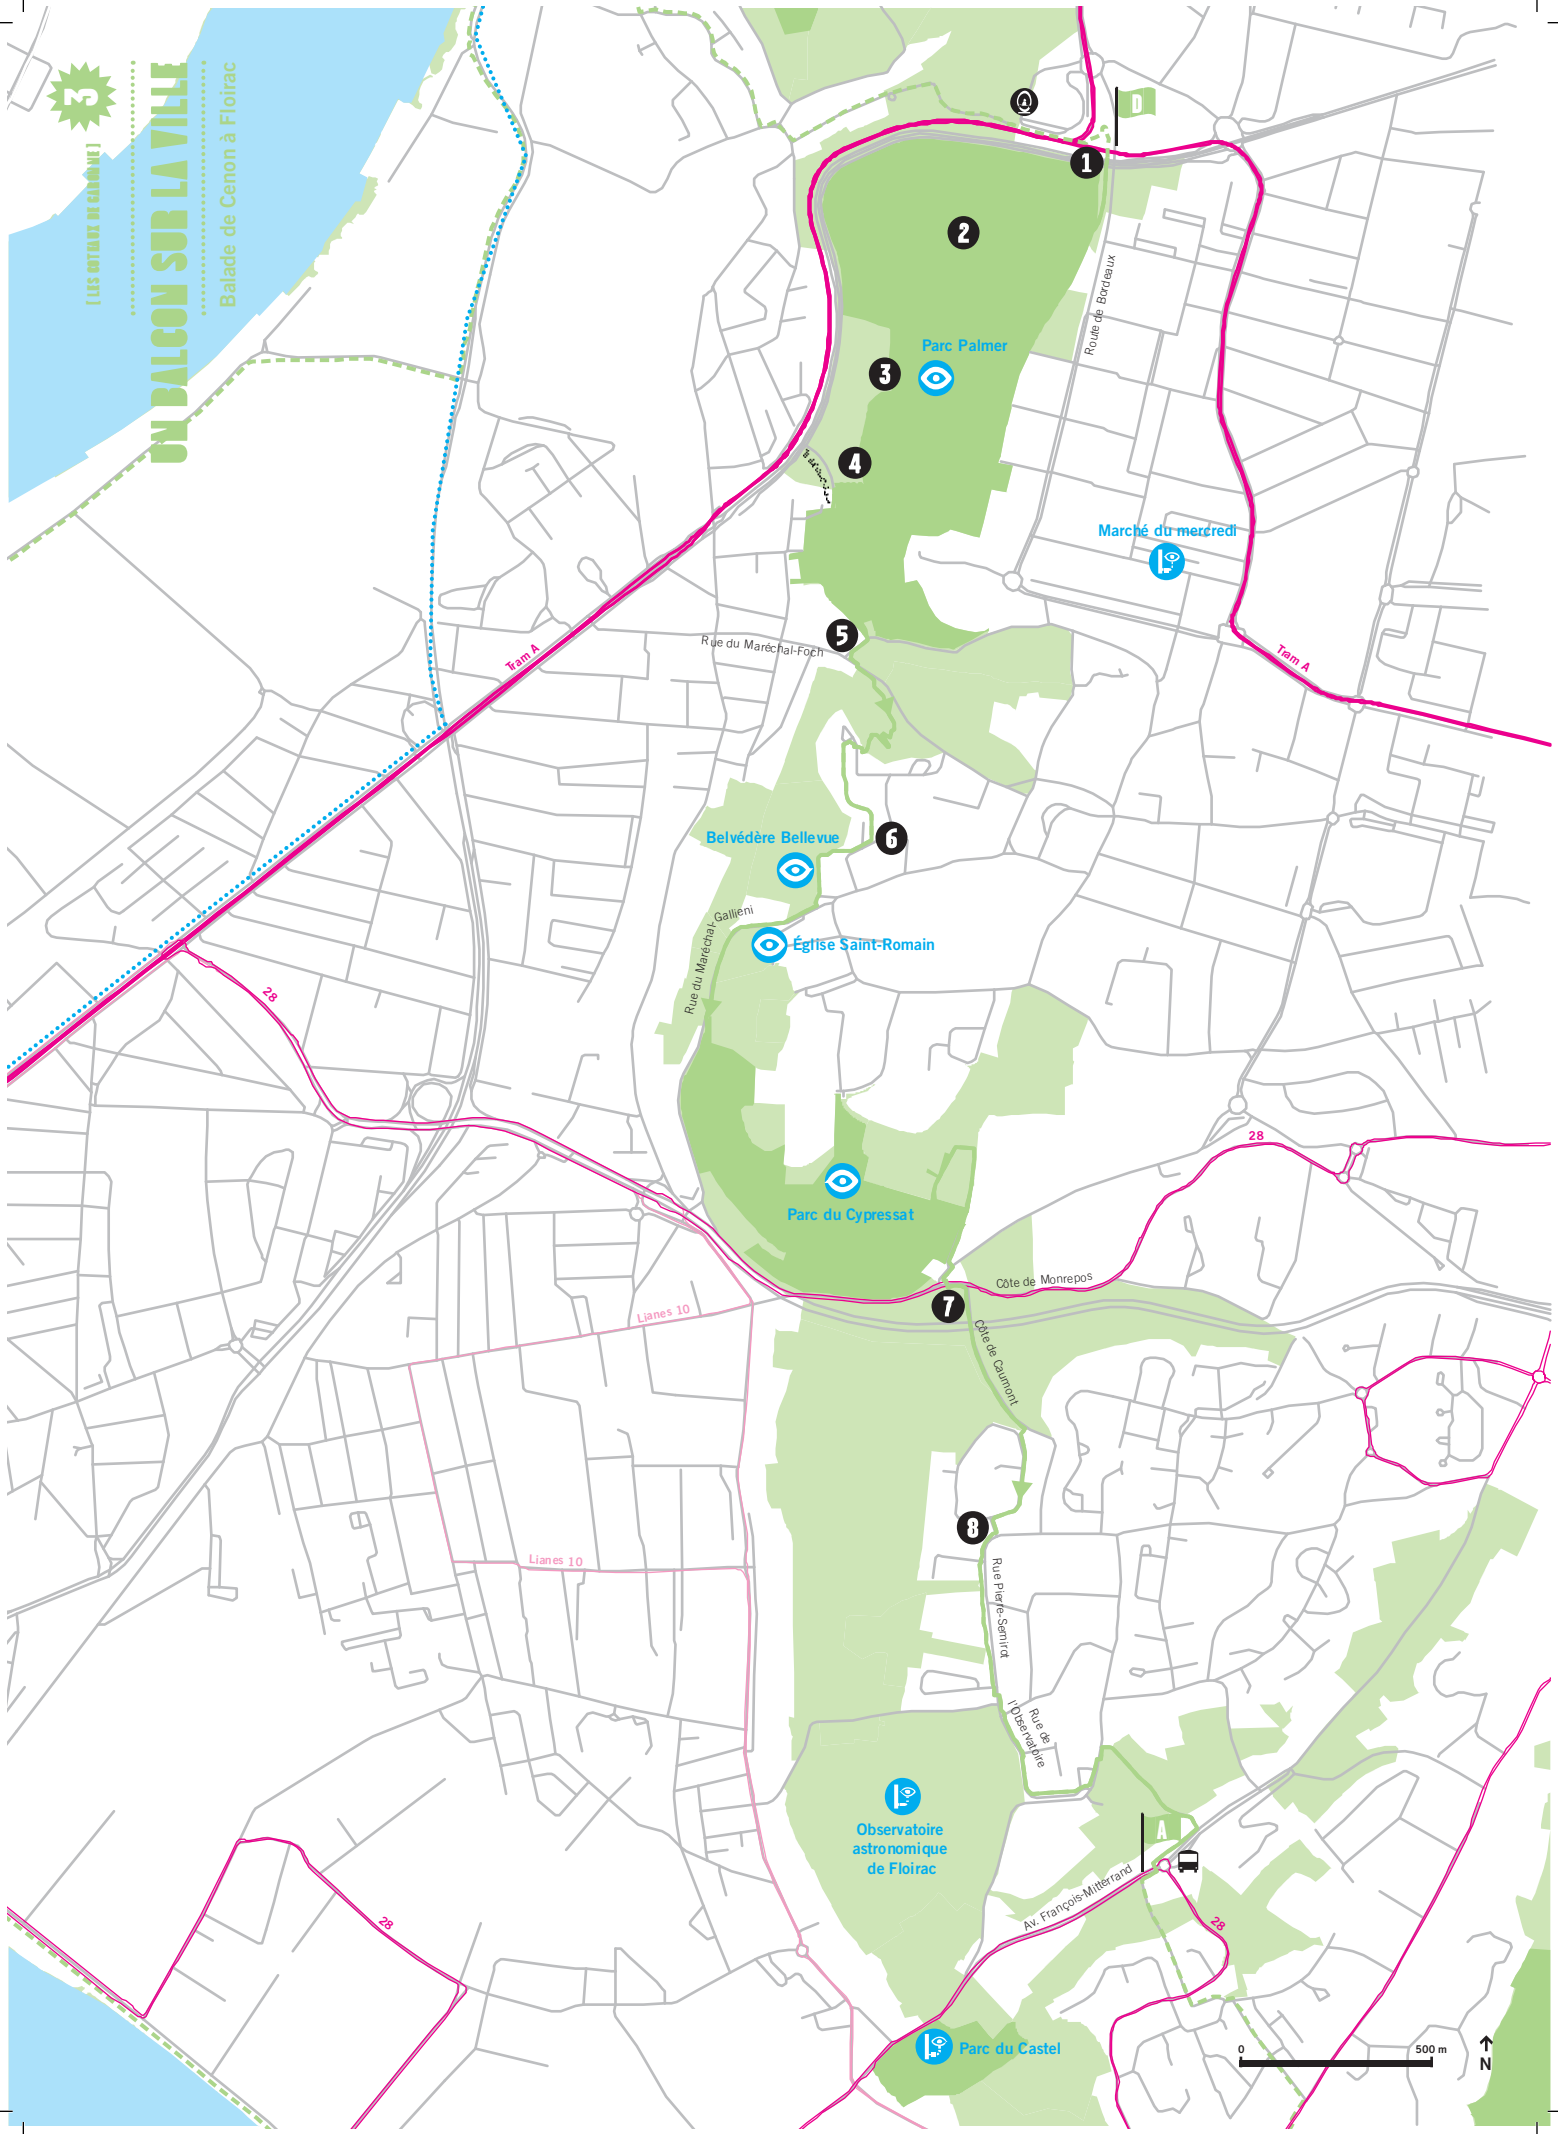 3
[ LES COTEAUX DE GARONNE ]
UN BALCON SUR LA VILLE
Balade de Cenon à Floirac
D
1
2
Route de Bordeaux
Parc Palmer
3
4
Marché du mercredi
5
Rue du Maréchal-Foch
Tram A
Tram A
Belvédère Bellevue
6
Rue du Maréchal-Gallieni
Église Saint-Romain
28
28
Parc du Cypressat
Côte de Monrepos
7
Lianes 10
Côte de Caumont
8
Lianes 10
Rue Pierre-Semirot
Rue de
l'Observatoire
Observatoire
astronomique
de Floirac
A
Av. François-Mitterrand
28
28
Parc du Castel
0
500 m
N